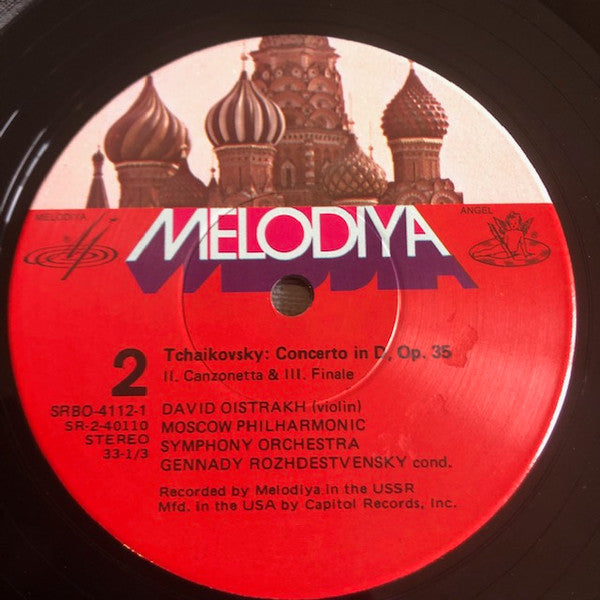 MELODIYA
ANGEL
MELODIYA
2
Tchaikovsky: Concerto in D, Op. 35
II. Canzonetta & III. Finale
SRBO-4112-1
SR-2-40110
STEREO
33-1/3
DAVID OISTRAKH (violin)
MOSCOW PHILHARMONIC
SYMPHONY ORCHESTRA
GENNADY ROZHDESTVENSKY cond.
Recorded by Melodiya in the USSR
Mfd. in the USA by Capitol Records, Inc.